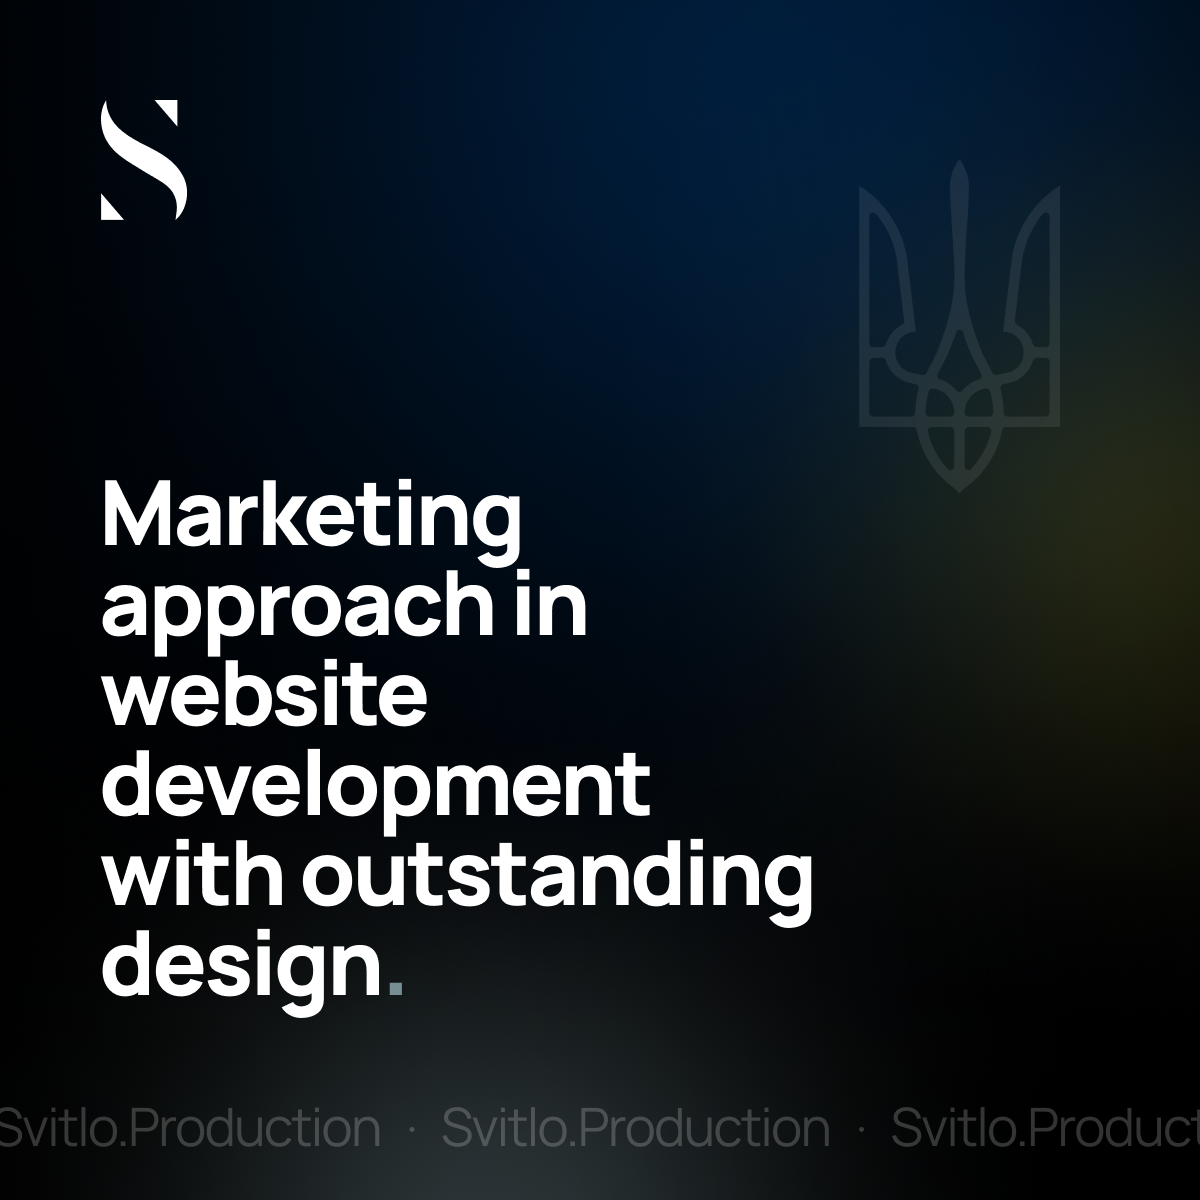 S
Marketing
approach in
website
development
with outstanding
design.
Svitlo.Production · Svitlo.Production · Svitlo.Product